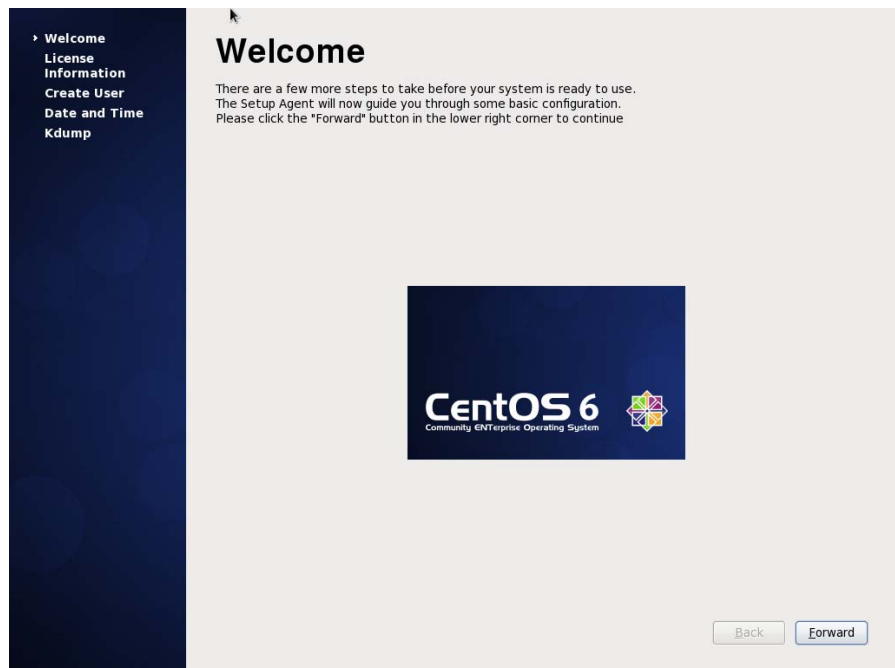 Welcome
License
Information
Create User
Date and Time
Kdump
Welcome
There are a few more steps to take before your system is ready to use.
The Setup Agent will now guide you through some basic configuration.
Please click the "Forward" button in the lower right corner to continue
CentOS 6
Community ENTerprise Operating System
Back
Forward